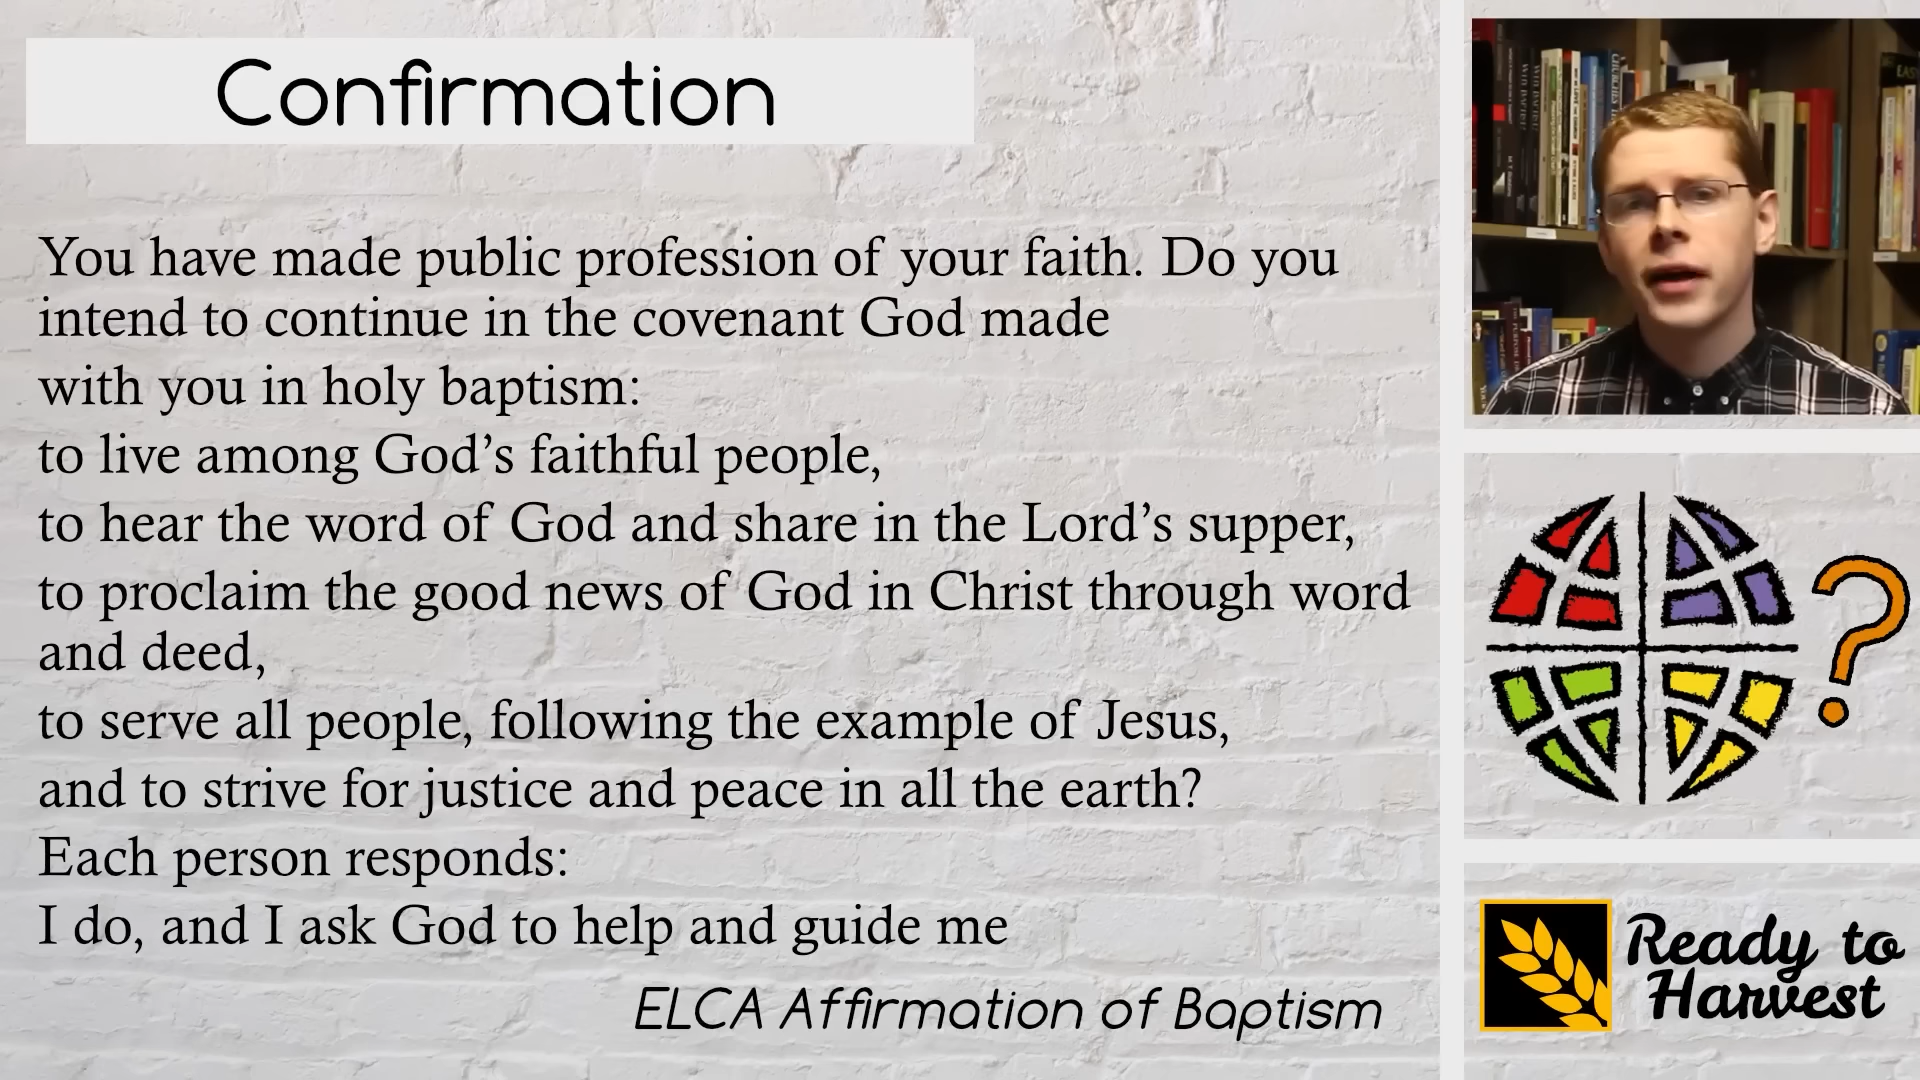 Confirmation
You have made public profession of your faith. Do you
intend to continue in the covenant God made
with you in holy baptism:
to live among God’s faithful people,
to hear the word of God and share in the Lord’s supper,
to proclaim the good news of God in Christ through word
and deed,
to serve all people, following the example of Jesus,
and to strive for justice and peace in all the earth?
Each person responds:
I do, and I ask God to help and guide me
ELCA Affirmation of Baptism
?
Ready to
Harvest